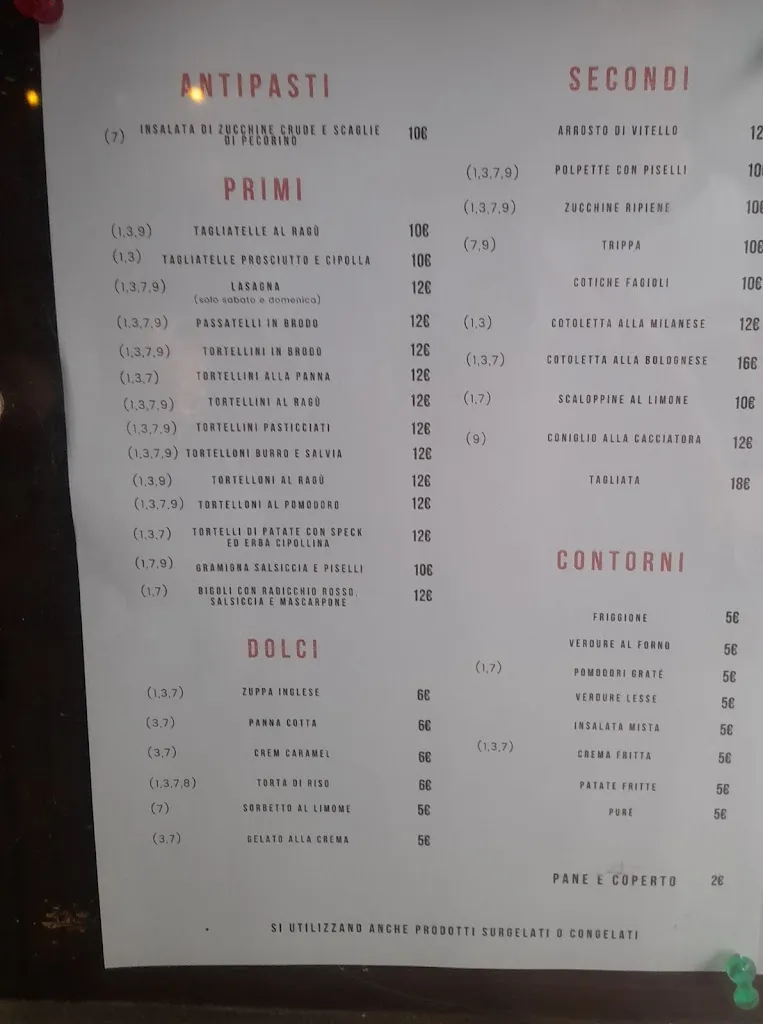 ANTIPASTI
(7) INSALATA DI ZUCCHINE CRUDE E SCAGLIE 10€
DI PECORINO
PRIMI
(1,3,9) TAGLIATELLE AL RAGÙ 10€
(1,3) TAGLIATELLE PROSCIUTTO E CIPOLLA 10€
(1,3,7,9) LASAGNA 12€
(solo sabato e domenica)
(1,3,7,9) PASSATELLI IN BRODO 12€
(1,3,7,9) TORTELLINI IN BRODO 12€
(1,3,7) TORTELLINI ALLA PANNA 12€
(1,3,7,9) TORTELLINI AL RAGÙ 12€
(1,3,7,9) TORTELLINI PASTICCIATI 12€
(1,3,7,9) TORTELLONI BURRO E SALVIA 12€
(1,3,9) TORTELLONI AL RAGÙ 12€
(1,3,7,9) TORTELLONI AL POMODORO 12€
(1,3,7) TORTELLI DI PATATE CON SPECK 12€
ED ERBA CIPOLLINA
(1,7,9) GRAMIGNA SALSICCIA E PISELLI 10€
(1,7) BIGOLI CON RADICCHIO ROSSO, 12€
SALSICCIA E MASCARPONE
DOLCI
(1,3,7) ZUPPA INGLESE 6€
(3,7) PANNA COTTA 6€
(3,7) CREM CARAMEL 6€
(1,3,7,8) TORTA DI RISO 6€
(7) SORBETTO AL LIMOME 5€
(3,7) GELATO ALLA CREMA 5€
SECONDI
ARROSTO DI VITELLO 12
(1,3,7,9) POLPETTE CON PISELLI 10
(1,3,7,9) ZUCCHINE RIPIENE 10€
(7,9) TRIPPA 10€
COTICHE FAGIOLI 10€
(1,3) COTOLETTA ALLA MILANESE 12€
(1,3,7) COTOLETTA ALLA BOLOGNESE 16€
(1,7) SCALOPPINE AL LIMONE 10€
(9) CONIGLIO ALLA CACCIATORA 12€
TAGLIATA 18€
CONTORNI
FRIGGIONE 5€
VERDURE AL FORNO 5€
(1,7) POMODORI GRATÉ 5€
VERDURE LESSE 5€
INSALATA MISTA 5€
(1,3,7) CREMA FRITTA 5€
PATATE FRITTE 5€
PURÉ 5€
PANE E COPERTO 2€
SI UTILIZZANO ANCHE PRODOTTI SURGELATI O CONGELATI